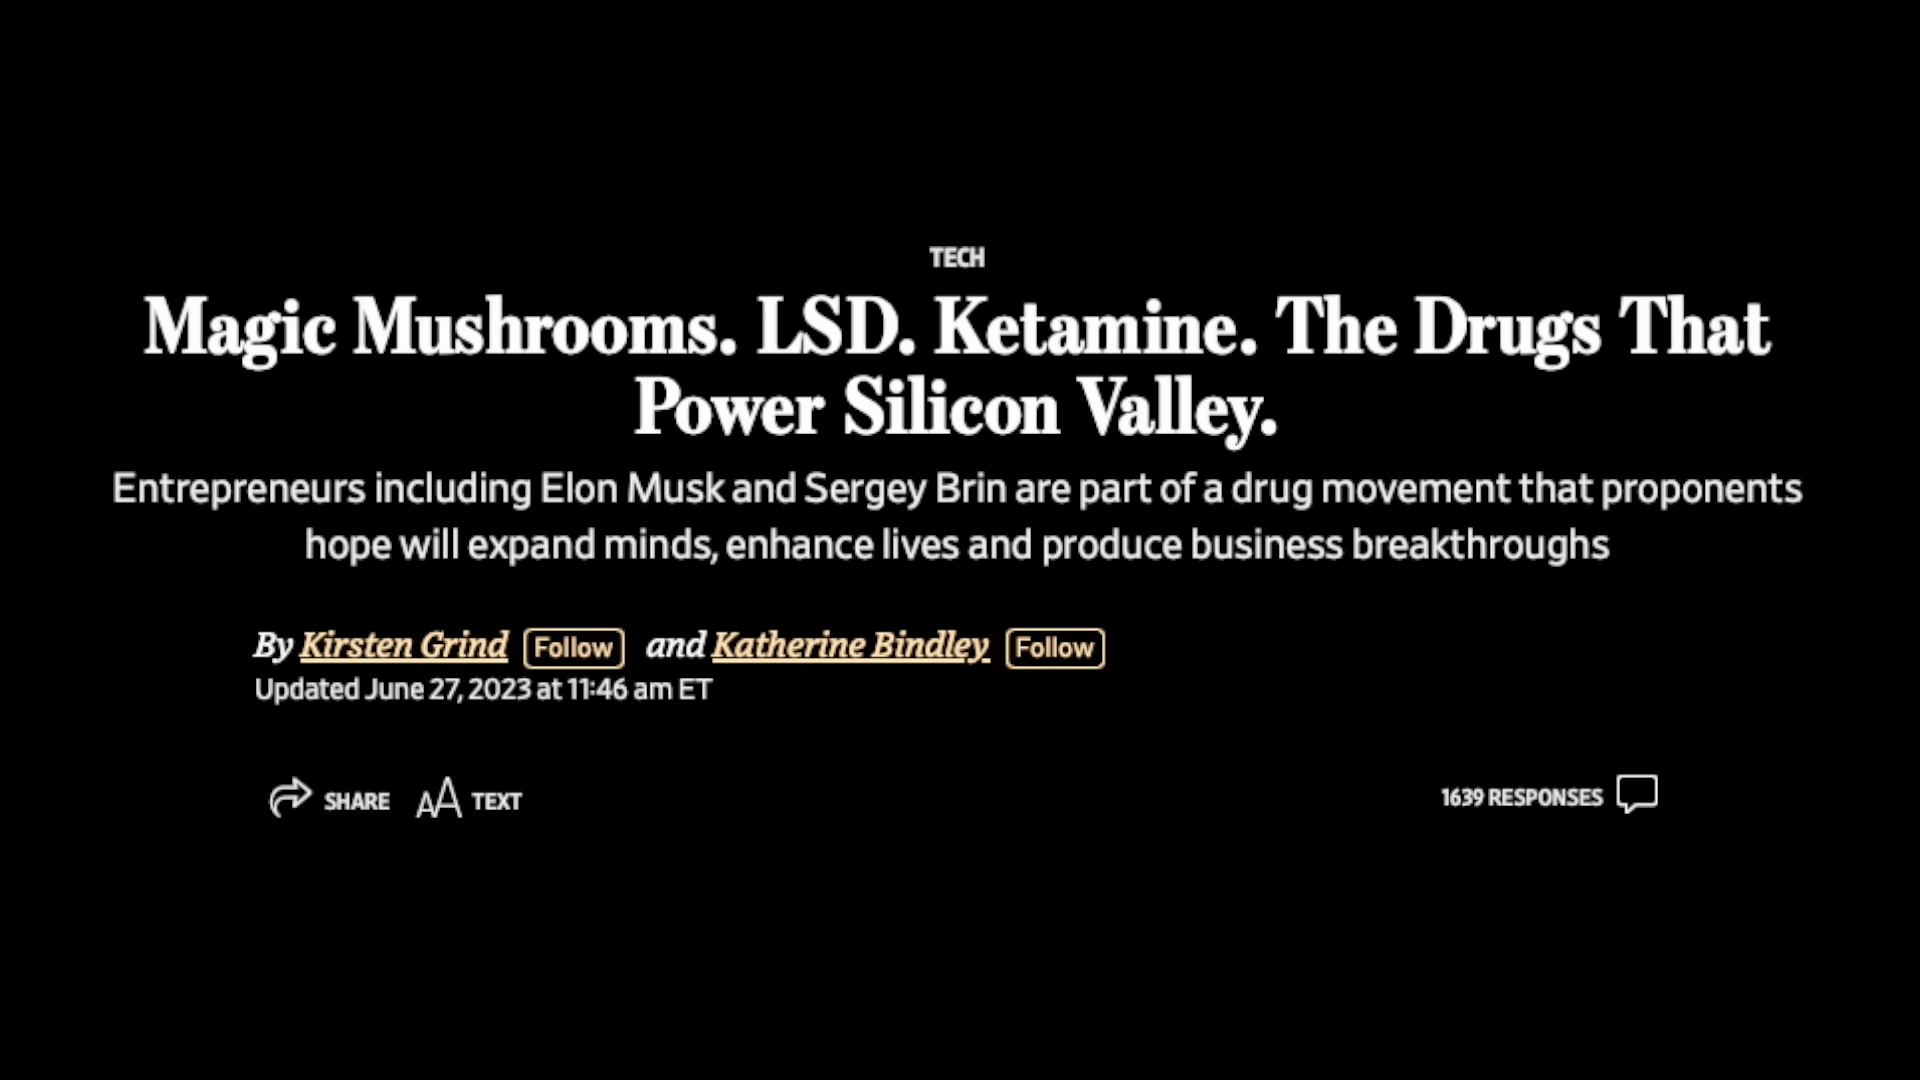 TECH
Magic Mushrooms. LSD. Ketamine. The Drugs That
Power Silicon Valley.
Entrepreneurs including Elon Musk and Sergey Brin are part of a drug movement that proponents
hope will expand minds, enhance lives and produce business breakthroughs
By Kirsten Grind Follow and Katherine Bindley Follow
Updated June 27, 2023 at 11:46 am ET
SHARE AA TEXT 1639 RESPONSES